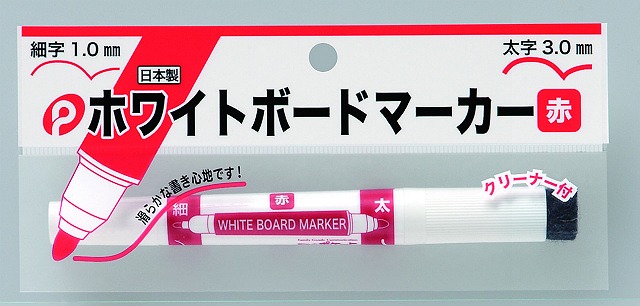 細字 1.0 mm
太字 3.0 mm
日本製
ホワイトボードマーカー 赤
滑らかな書き心地です!
クリーナー付
細 赤 太
WHITE BOARD MARKER